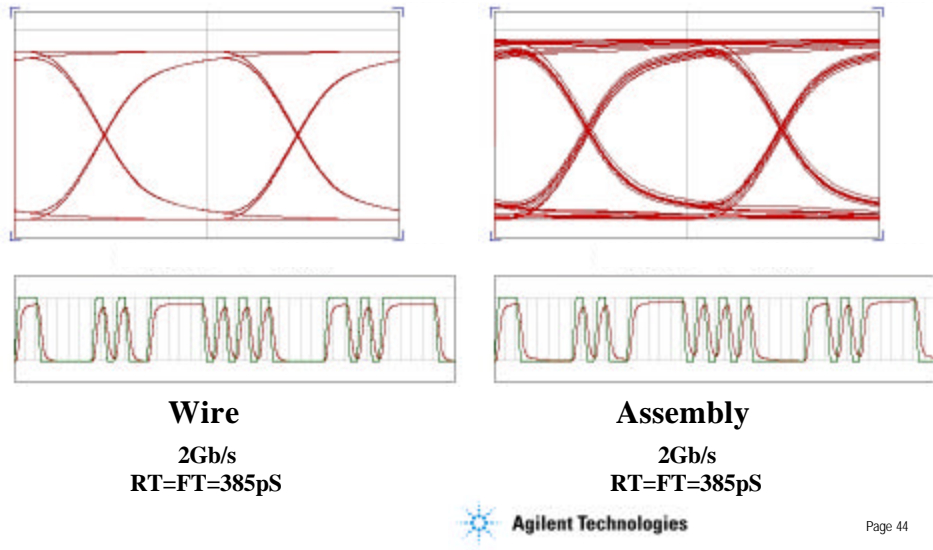 Wire
2Gb/s
RT=FT=385pS
Assembly
2Gb/s
RT=FT=385pS
Agilent Technologies
Page 44